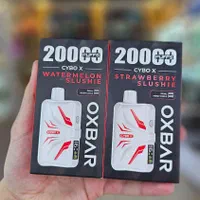 20000
CYBO X
WATERMELON
SLUSHIE
OXBAR
20000
CYBO X
STRAWBERRY
SLUSHIE
OXBAR